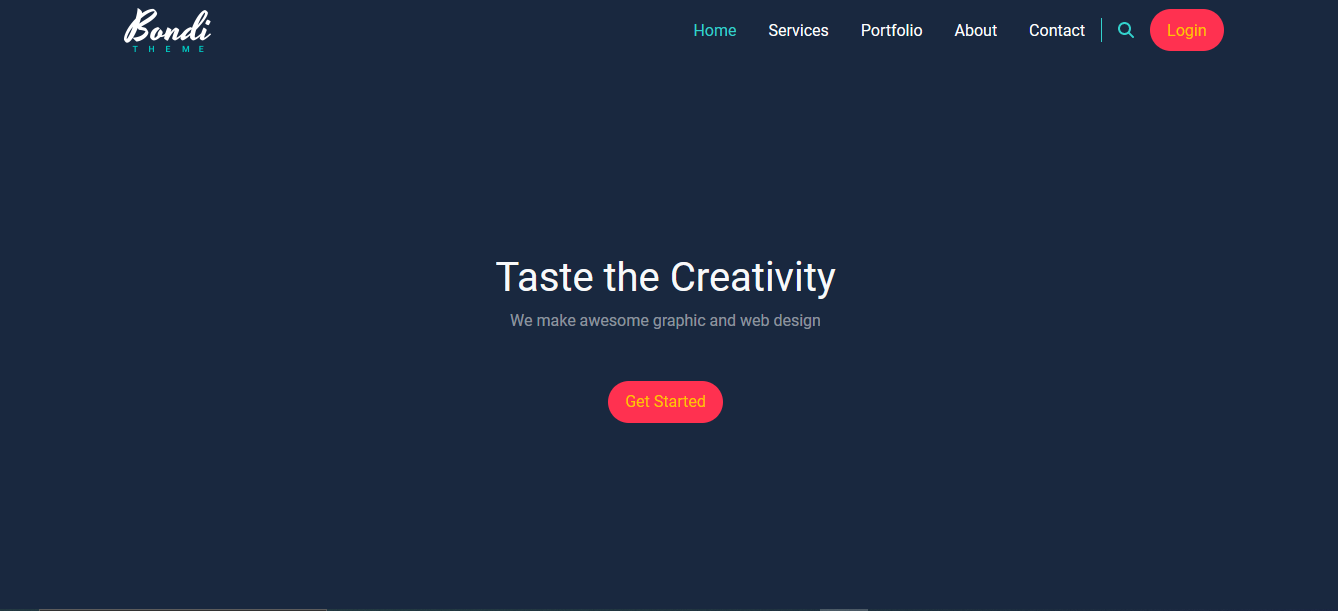 Bondi
THEME
Home Services Portfolio About Contact Login
Taste the Creativity
We make awesome graphic and web design
Get Started